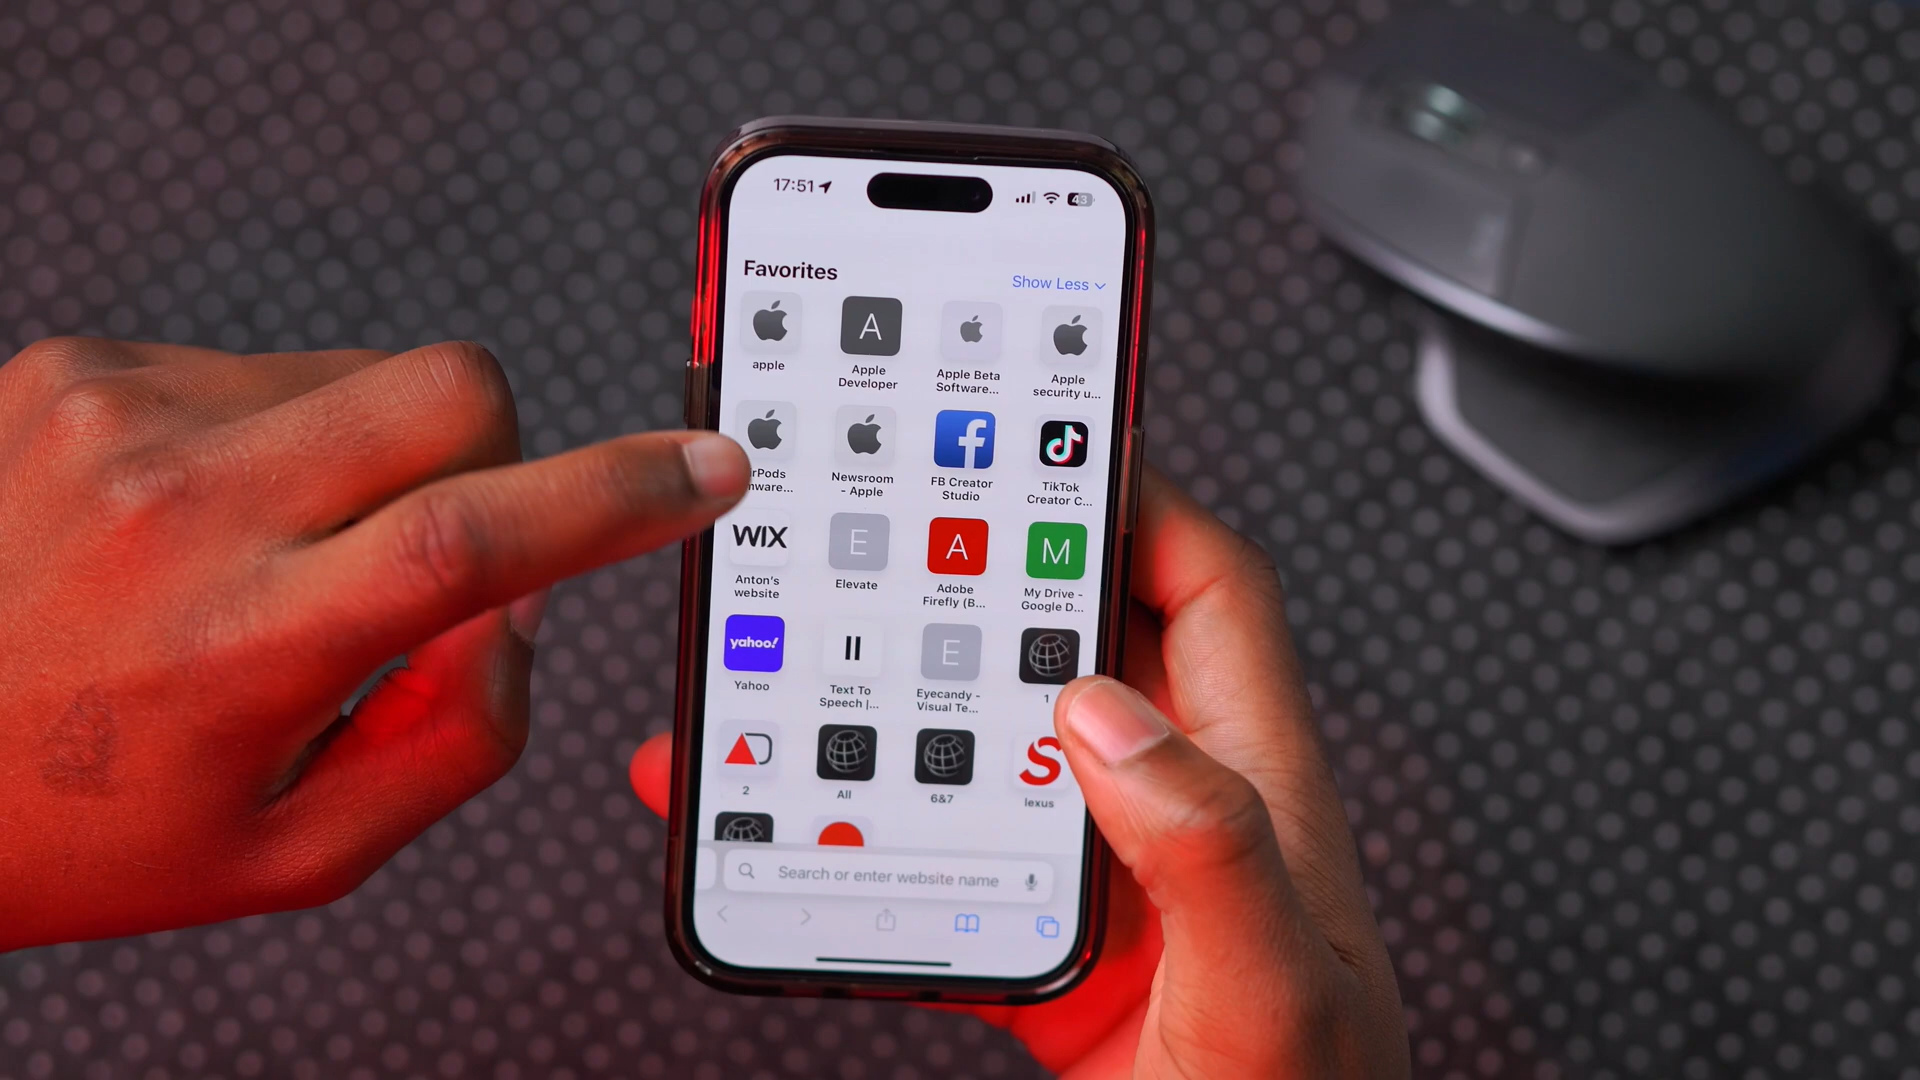 17:51
43
Favorites
Show Less
apple
A
Apple
Developer
Apple Beta
Software...
Apple
security u...
rPods
ware...
Newsroom
- Apple
f
FB Creator
Studio
TikTok
Creator C...
WIX
Anton's
website
E
Elevate
A
Adobe
Firefly (B...
M
My Drive -
Google D...
yahoo!
Yahoo
Text To
Speech |...
E
Eyecandy -
Visual Te...
1
2
All
6&7
lexus
Search or enter website name